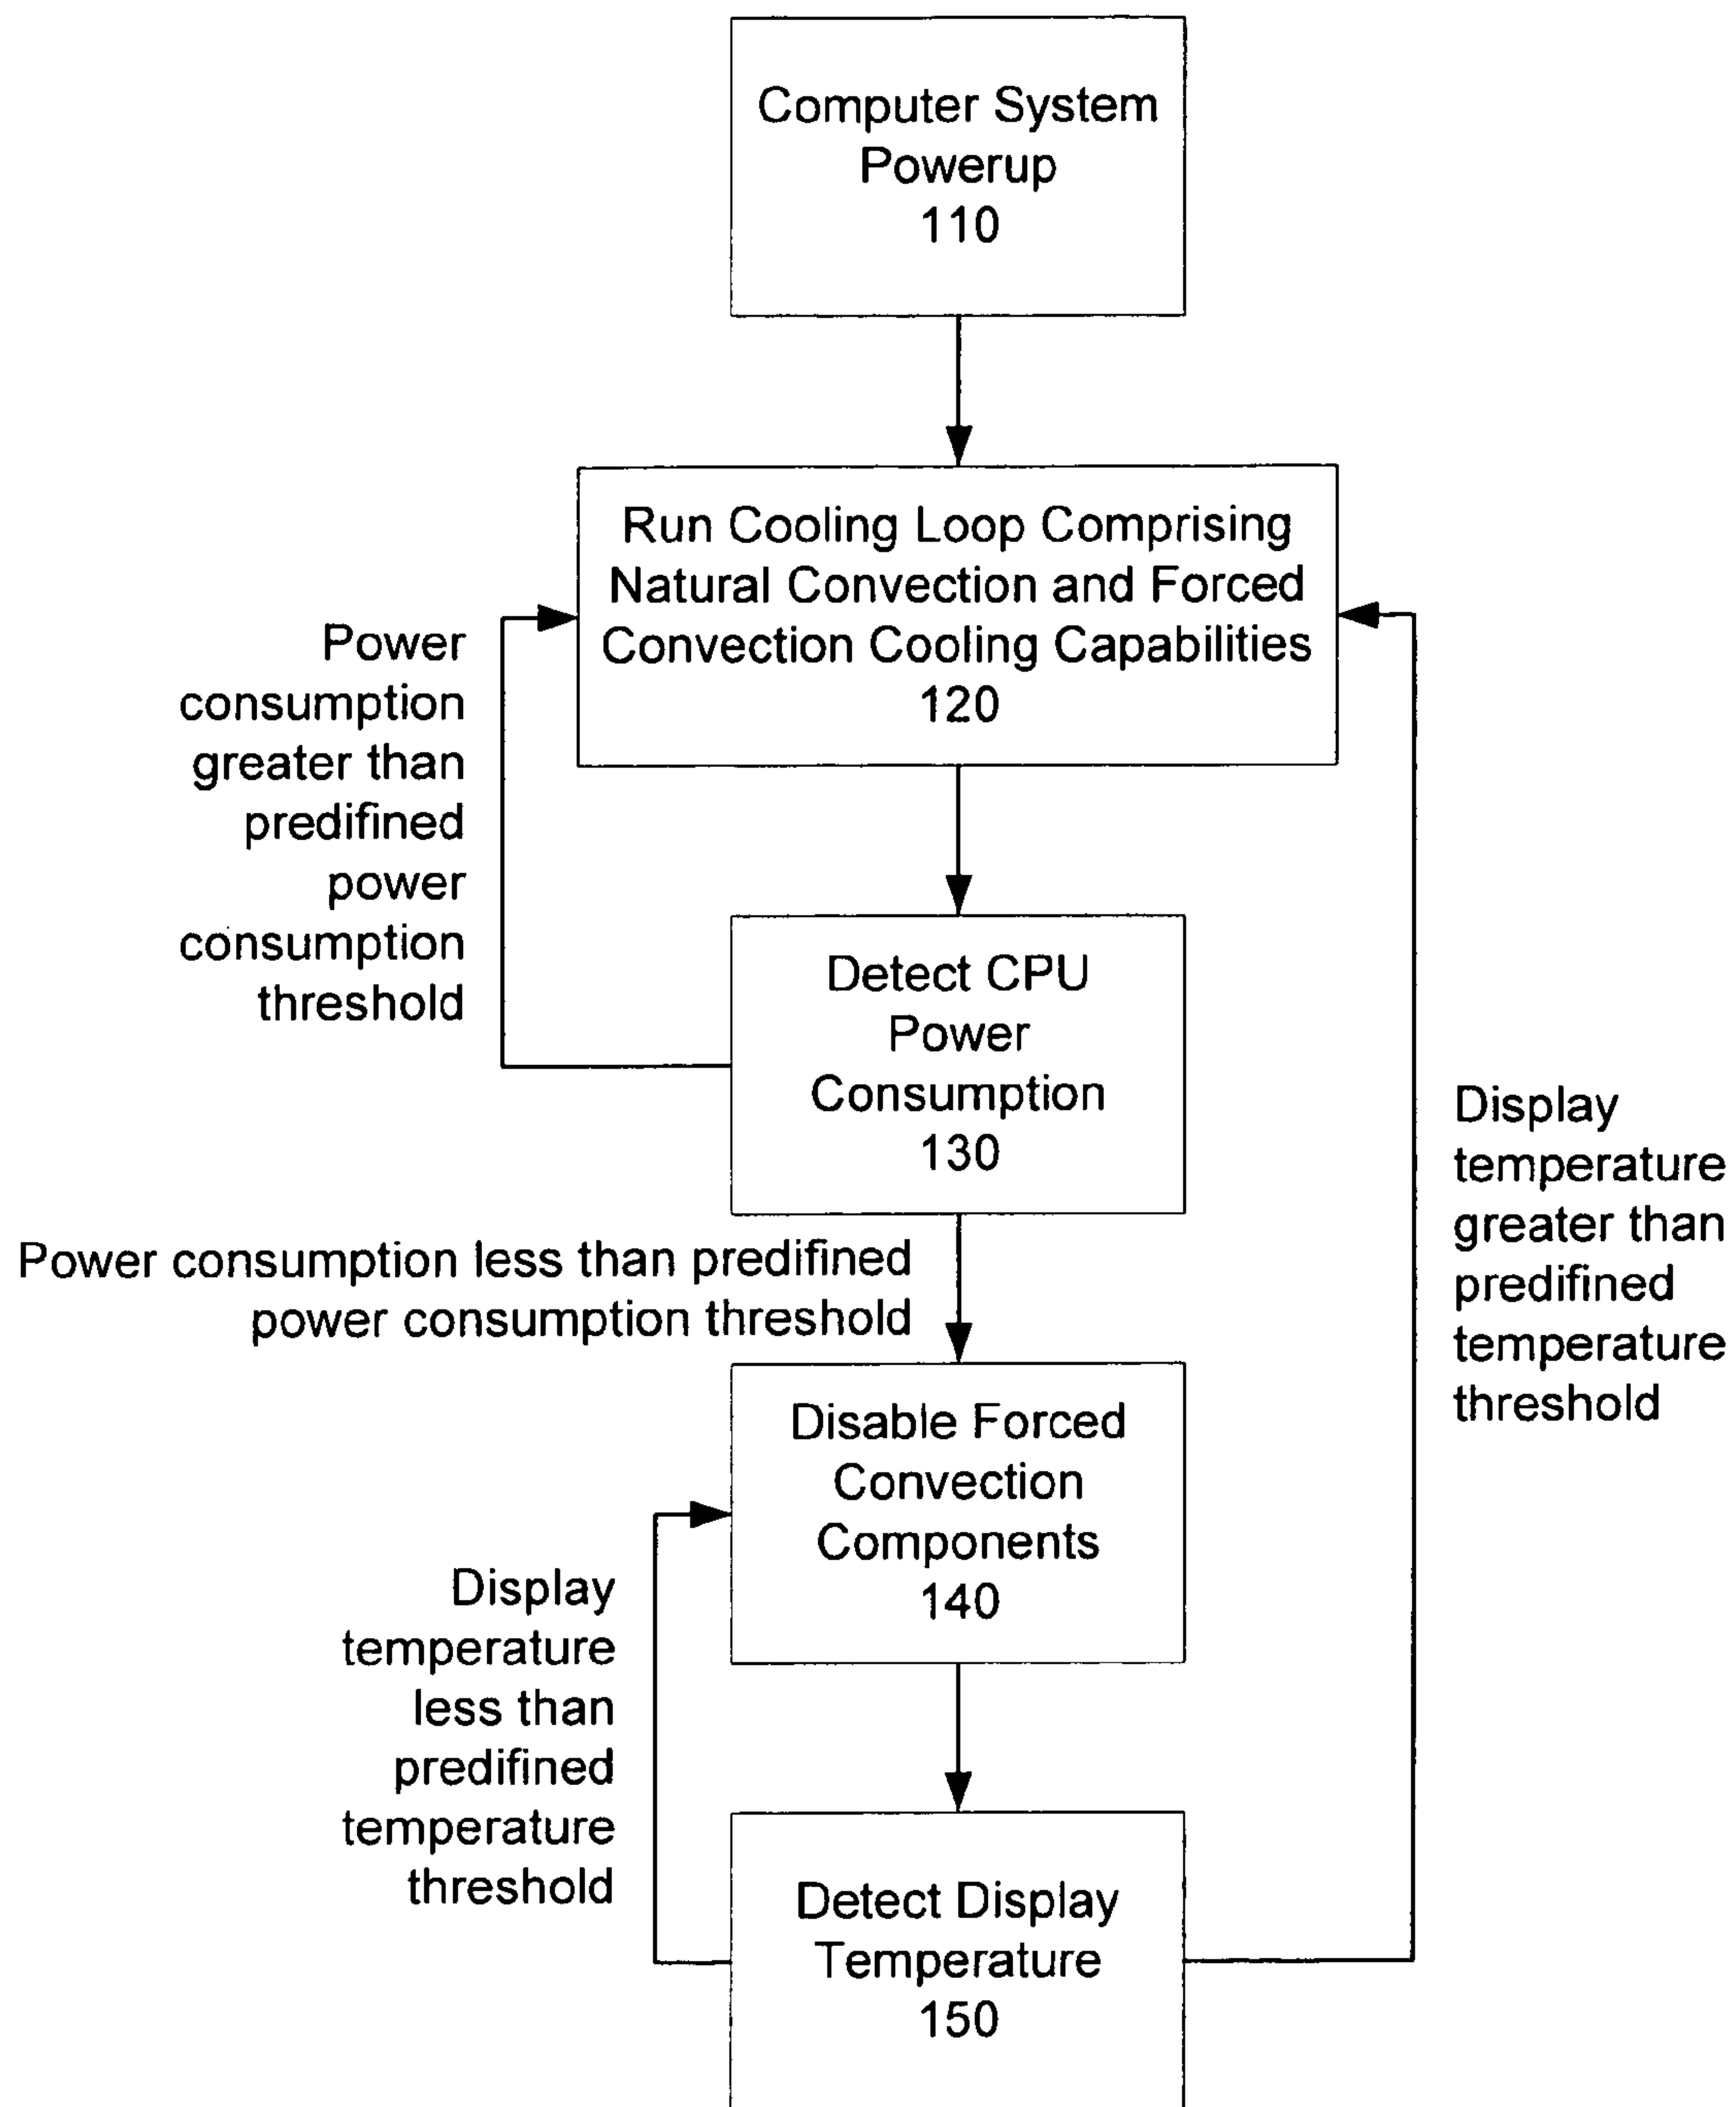 Computer System
Powerup
110
Run Cooling Loop Comprising
Natural Convection and Forced
Convection Cooling Capabilities
120
Power
consumption
greater than
predifined
power
consumption
threshold
Detect CPU
Power
Consumption
130
Display
temperature
greater than
predifined
temperature
threshold
Power consumption less than predifined
power consumption threshold
Disable Forced
Convection
Components
140
Display
temperature
less than
predifined
temperature
threshold
Detect Display
Temperature
150